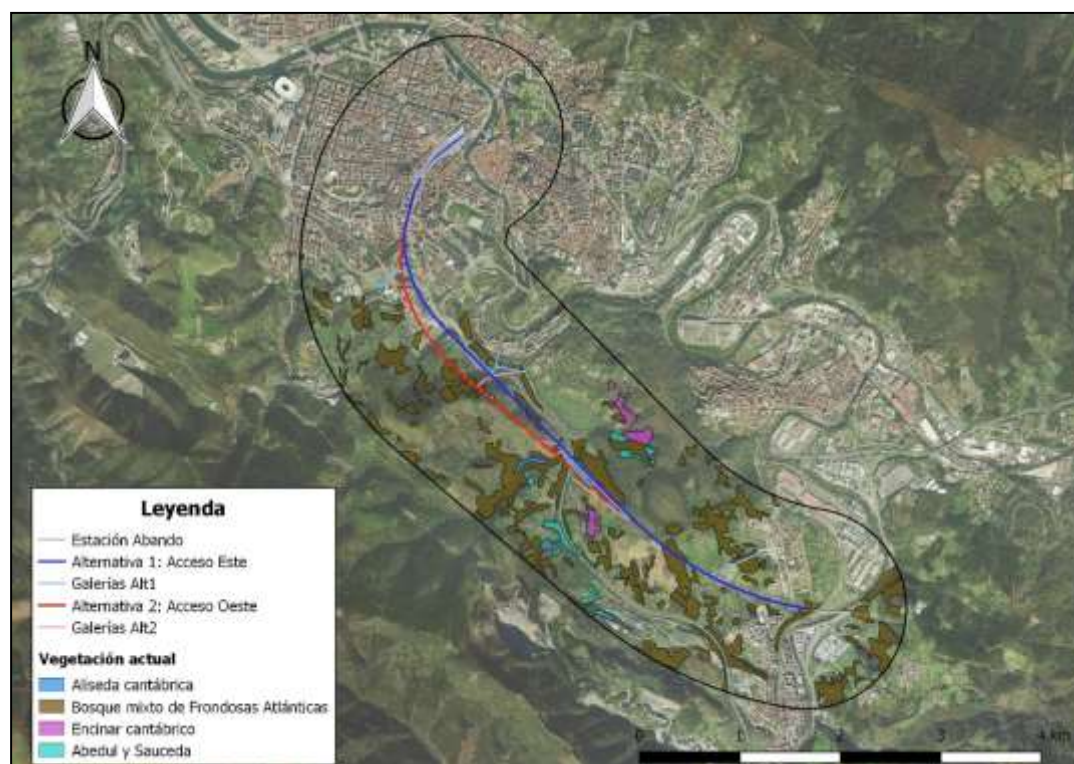 N
Leyenda
Estación Abando
Alternativa 1: Acceso Este
Galerías Alt1
Alternativa 2: Acceso Oeste
Galerías Alt2
Vegetación actual
Aliseda cantábrica
Bosque mixto de Frondosas Atlánticas
Encinar cantábrico
Abedul y Sauceda
0 1 2 3 4 km